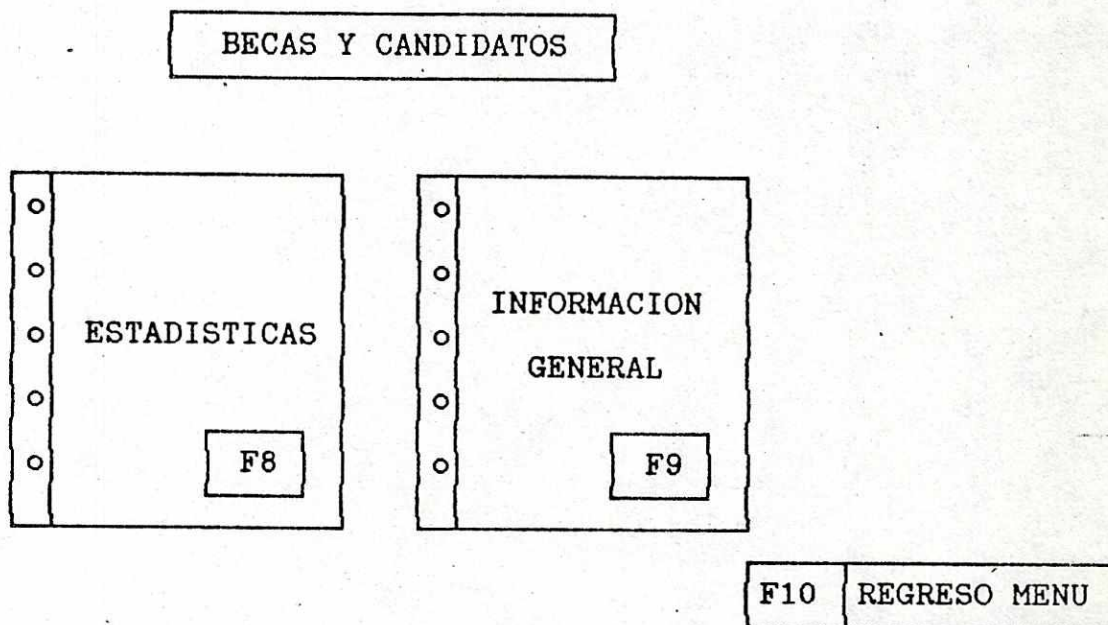 BECAS Y CANDIDATOS
ESTADISTICAS
F8
INFORMACION
GENERAL
F9
F10 REGRESO MENU